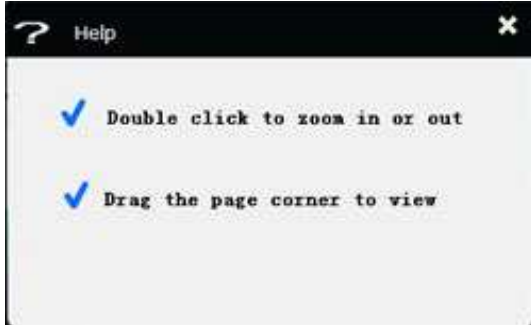 Help
Double click to zoom in or out
Drag the page corner to view